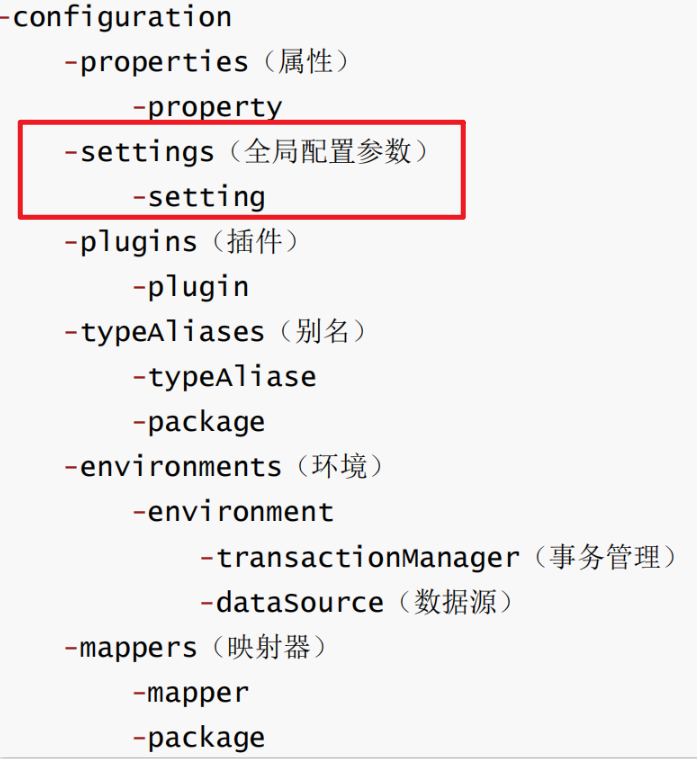 -configuration
-properties（属性）
-property
-settings（全局配置参数）
-setting
-plugins（插件）
-plugin
-typeAliases（别名）
-typeAliase
-package
-environments（环境）
-environment
-transactionManager（事务管理）
-dataSource（数据源）
-mappers（映射器）
-mapper
-package